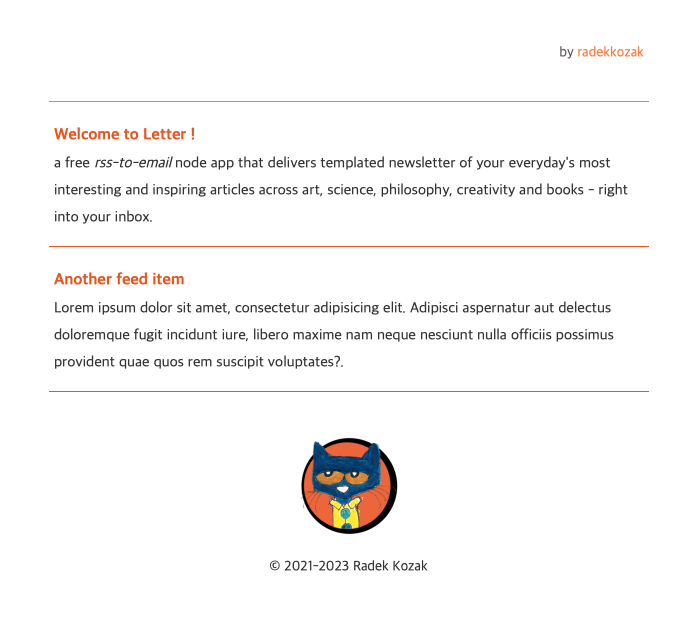 by radekkozak
Welcome to Letter !
a free rss-to-email node app that delivers templated newsletter of your everyday's most
interesting and inspiring articles across art, science, philosophy, creativity and books - right
into your inbox.
Another feed item
Lorem ipsum dolor sit amet, consectetur adipisicing elit. Adipisci aspernatur aut delectus
doloremque fugit incidunt iure, libero maxime nam neque nesciunt nulla officiis possimus
provident quae quos rem suscipit voluptates?.
© 2021-2023 Radek Kozak